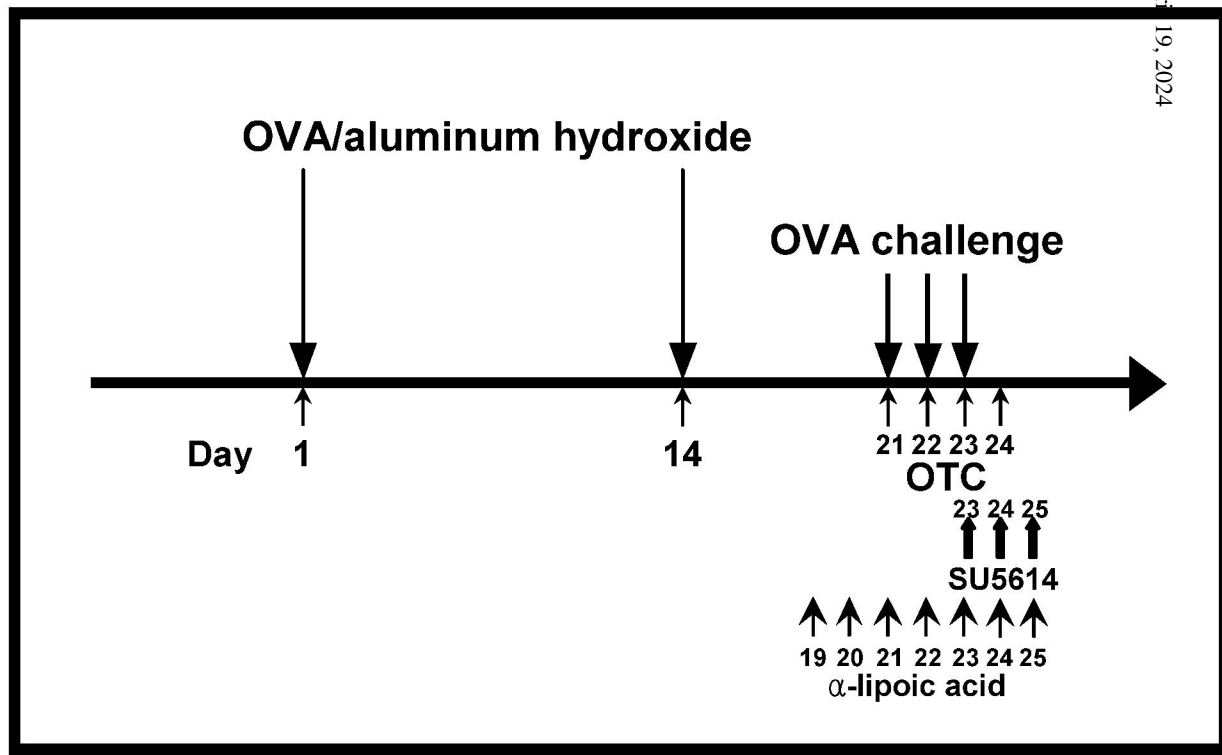 19, 2024
OVA/aluminum hydroxide
OVA challenge
Day 1 14 21 22 23 24
OTC
23 24 25
SU5614
19 20 21 22 23 24 25
α-lipoic acid